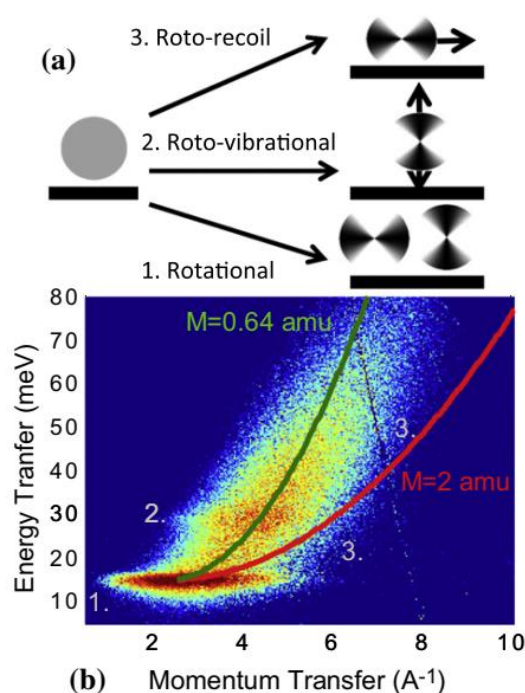 (a)
3. Roto-recoil
2. Roto-vibrational
1. Rotational
80
70
60
50
40
30
20
10
Energy Tranfer (meV)
M=0.64 amu
M=2 amu
3.
2.
3.
1.
2 4 6 8 10
(b) Momentum Transfer (A⁻¹)